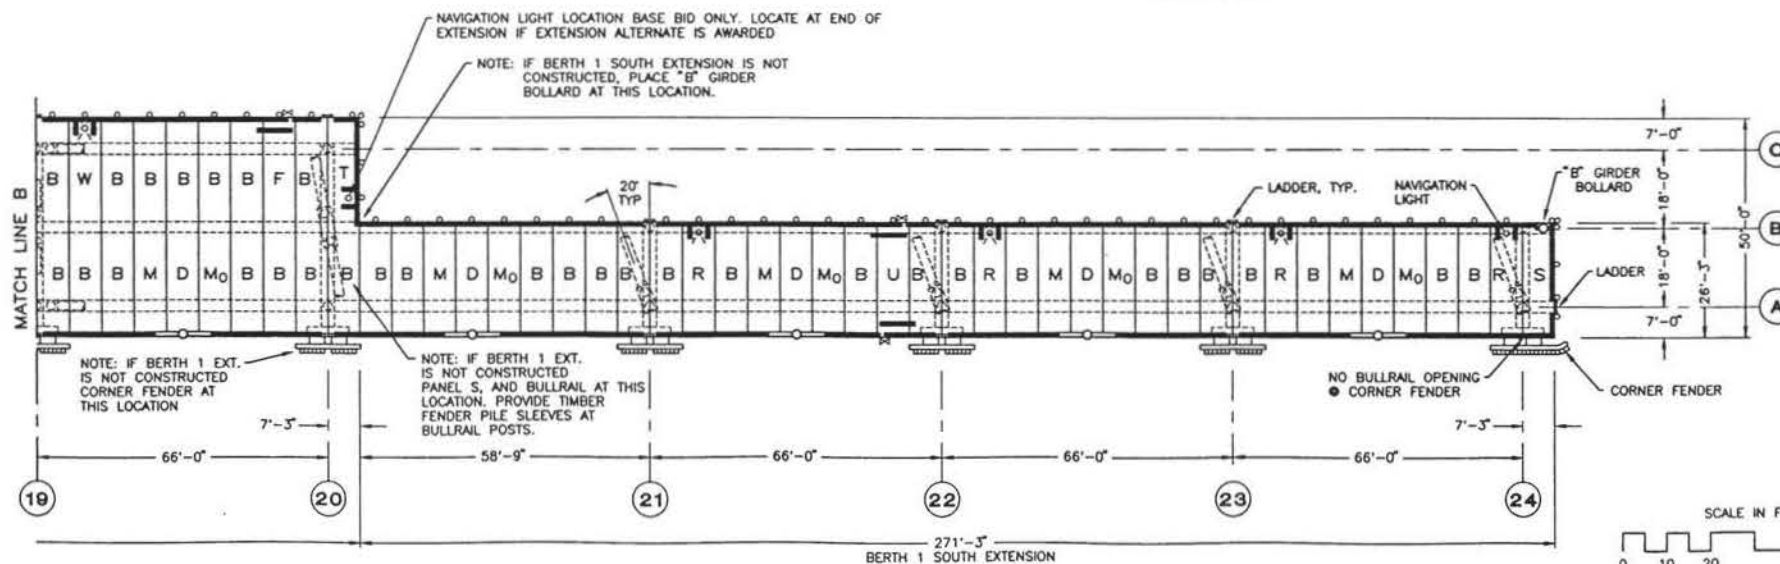 NAVIGATION LIGHT LOCATION BASE BID ONLY. LOCATE AT END OF
EXTENSION IF EXTENSION ALTERNATE IS AWARDED
NOTE: IF BERTH 1 SOUTH EXTENSION IS NOT
CONSTRUCTED, PLACE "B" GIRDER
BOLLARD AT THIS LOCATION.
7'-0"
C
B W B B B B B F B T
20'
TYP
LADDER, TYP.
NAVIGATION
LIGHT
"B" GIRDER
BOLLARD
18'-0"
50'-0"
B
MATCH LINE B
B B B M D Mo B B B B B B M D Mo B B B B B R B M D Mo B U B B R B M D Mo B B B B R B M D Mo B B R S
18'-0"
26'-3"
LADDER
A
7'-0"
NOTE: IF BERTH 1 EXT.
IS NOT CONSTRUCTED
CORNER FENDER AT
THIS LOCATION
NOTE: IF BERTH 1 EXT.
IS NOT CONSTRUCTED
PANEL S, AND BULLRAIL AT THIS
LOCATION. PROVIDE TIMBER
FENDER PILE SLEEVES AT
BULLRAIL POSTS.
NO BULLRAIL OPENING
@ CORNER FENDER
CORNER FENDER
7'-3"
7'-3"
66'-0"
58'-9"
66'-0"
66'-0"
66'-0"
19
20
21
22
23
24
271'-3"
BERTH 1 SOUTH EXTENSION
SCALE IN F
0 10 20